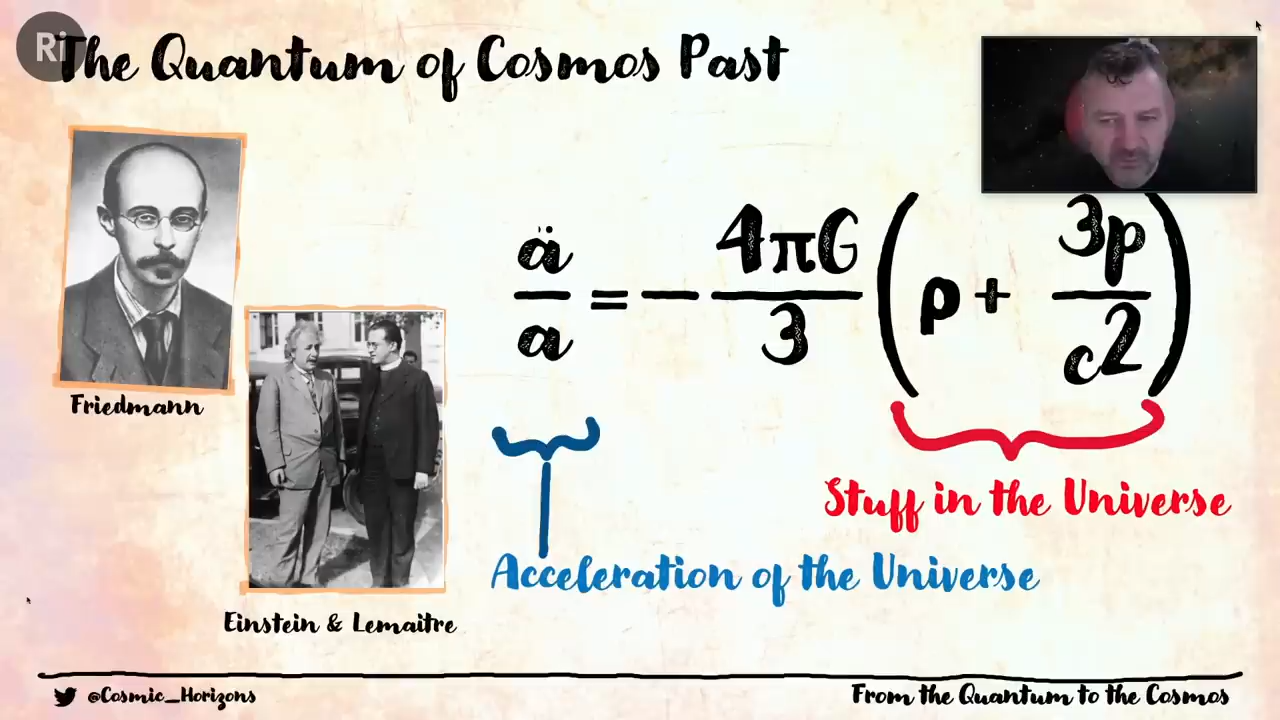 Ri
The Quantum of Cosmos Past
ä/a = − 4πG/3 (ρ + 3p/c2)
Friedmann
Stuff in the Universe
Acceleration of the Universe
Einstein & Lemaitre
@Cosmic_Horizons
From the Quantum to the Cosmos